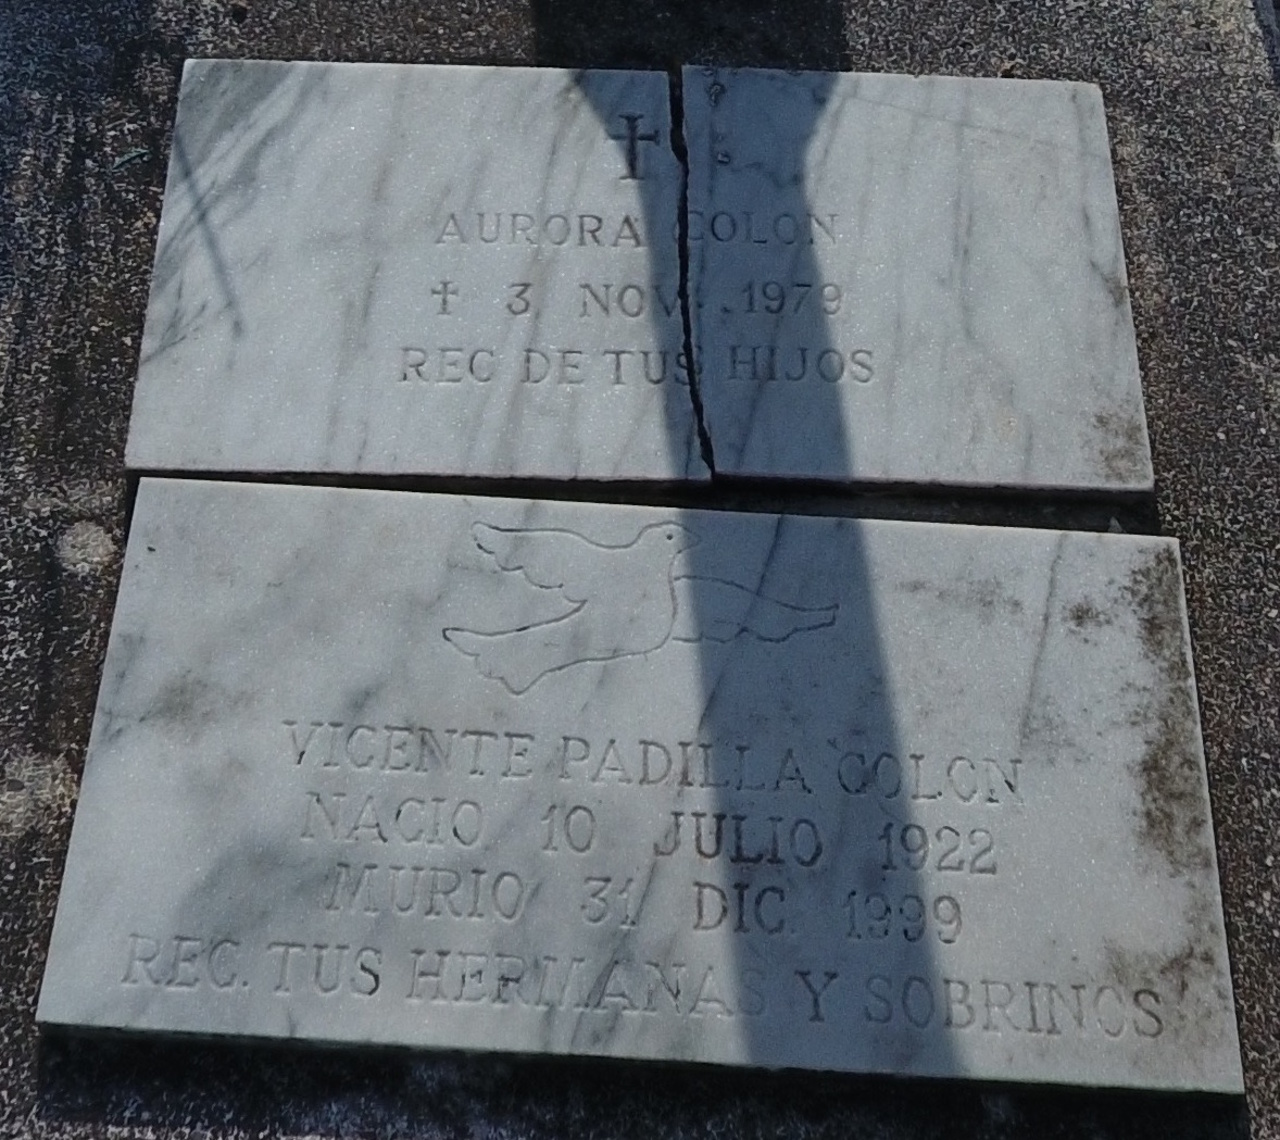 AURORA COLON
† 3 NOV. 1979
REC DE TUS HIJOS
VICENTE PADILLA COLON
NACIO 10 JULIO 1922
MURIO 31 DIC. 1999
REC. TUS HERMANAS Y SOBRINOS